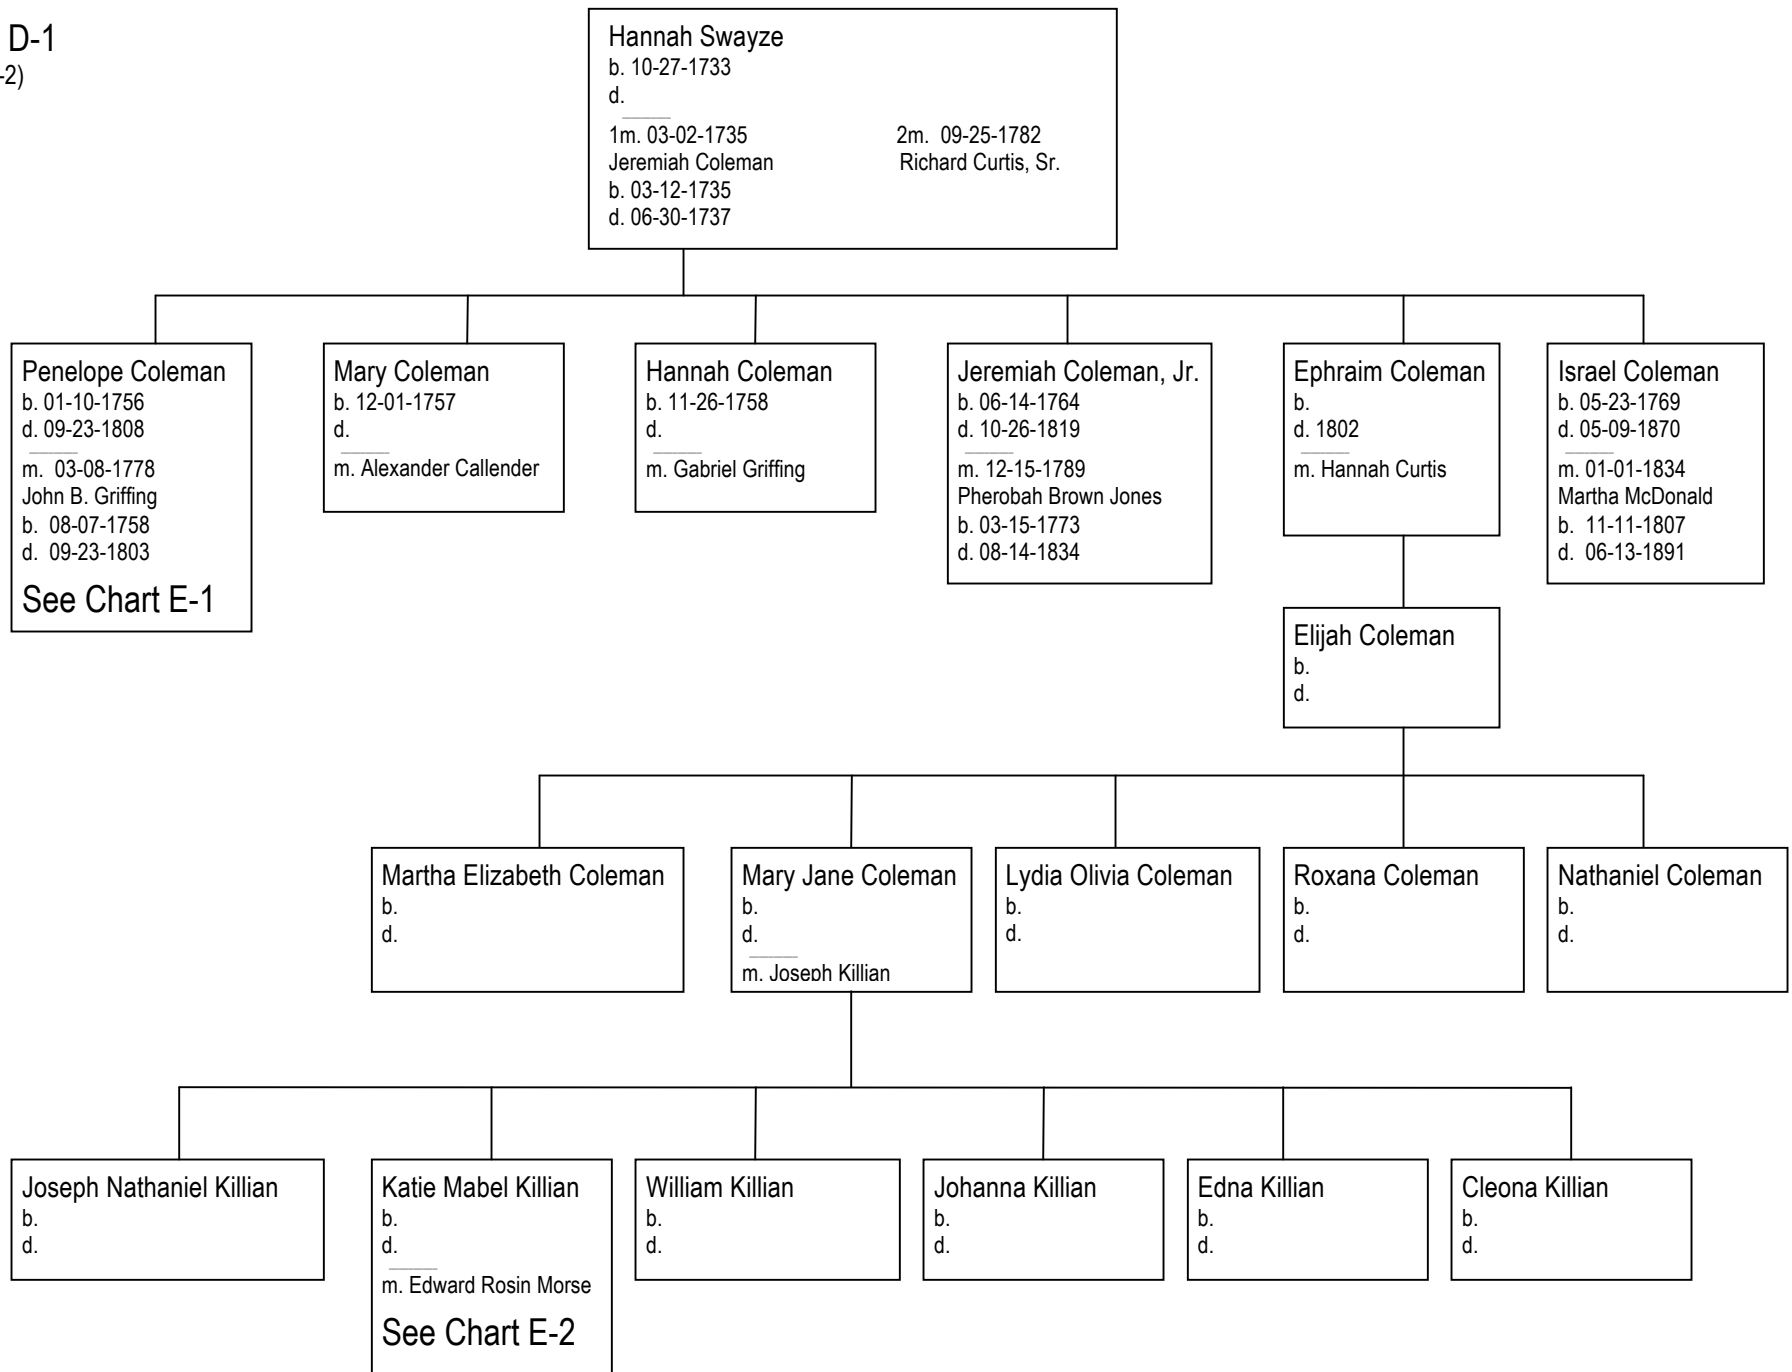 D-1
-2)
Hannah Swayze
b. 10-27-1733
d.
1m. 03-02-1735 2m. 09-25-1782
Jeremiah Coleman Richard Curtis, Sr.
b. 03-12-1735
d. 06-30-1737
Penelope Coleman
b. 01-10-1756
d. 09-23-1808
m. 03-08-1778
John B. Griffing
b. 08-07-1758
d. 09-23-1803
See Chart E-1
Mary Coleman
b. 12-01-1757
d.
m. Alexander Callender
Hannah Coleman
b. 11-26-1758
d.
m. Gabriel Griffing
Jeremiah Coleman, Jr.
b. 06-14-1764
d. 10-26-1819
m. 12-15-1789
Pherobah Brown Jones
b. 03-15-1773
d. 08-14-1834
Ephraim Coleman
b.
d. 1802
m. Hannah Curtis
Israel Coleman
b. 05-23-1769
d. 05-09-1870
m. 01-01-1834
Martha McDonald
b. 11-11-1807
d. 06-13-1891
Elijah Coleman
b.
d.
Martha Elizabeth Coleman
b.
d.
Mary Jane Coleman
b.
d.
m. Joseph Killian
Lydia Olivia Coleman
b.
d.
Roxana Coleman
b.
d.
Nathaniel Coleman
b.
d.
Joseph Nathaniel Killian
b.
d.
Katie Mabel Killian
b.
d.
m. Edward Rosin Morse
See Chart E-2
William Killian
b.
d.
Johanna Killian
b.
d.
Edna Killian
b.
d.
Cleona Killian
b.
d.